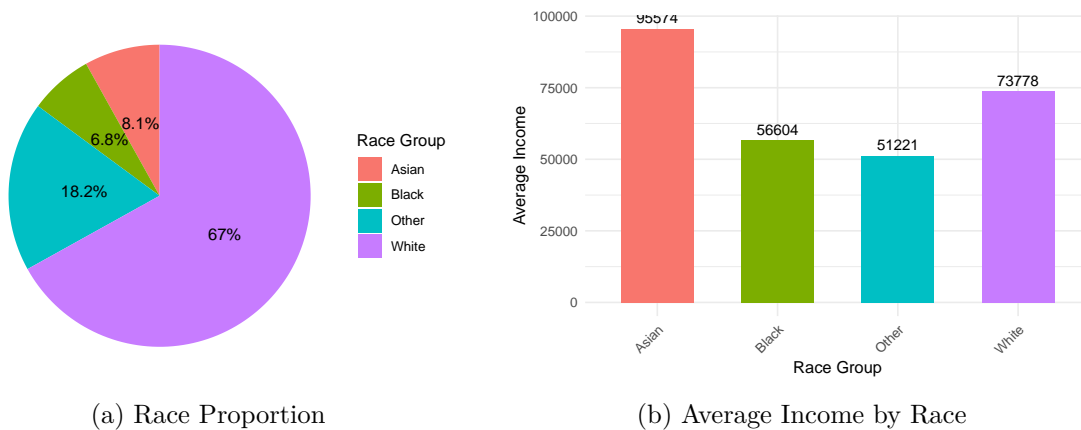 8.1%
6.8%
18.2%
67%
Race Group
Asian
Black
Other
White
(a) Race Proportion
Average Income
100000
75000
50000
25000
0
95574
56604
51221
73778
Asian
Black
Other
White
Race Group
(b) Average Income by Race